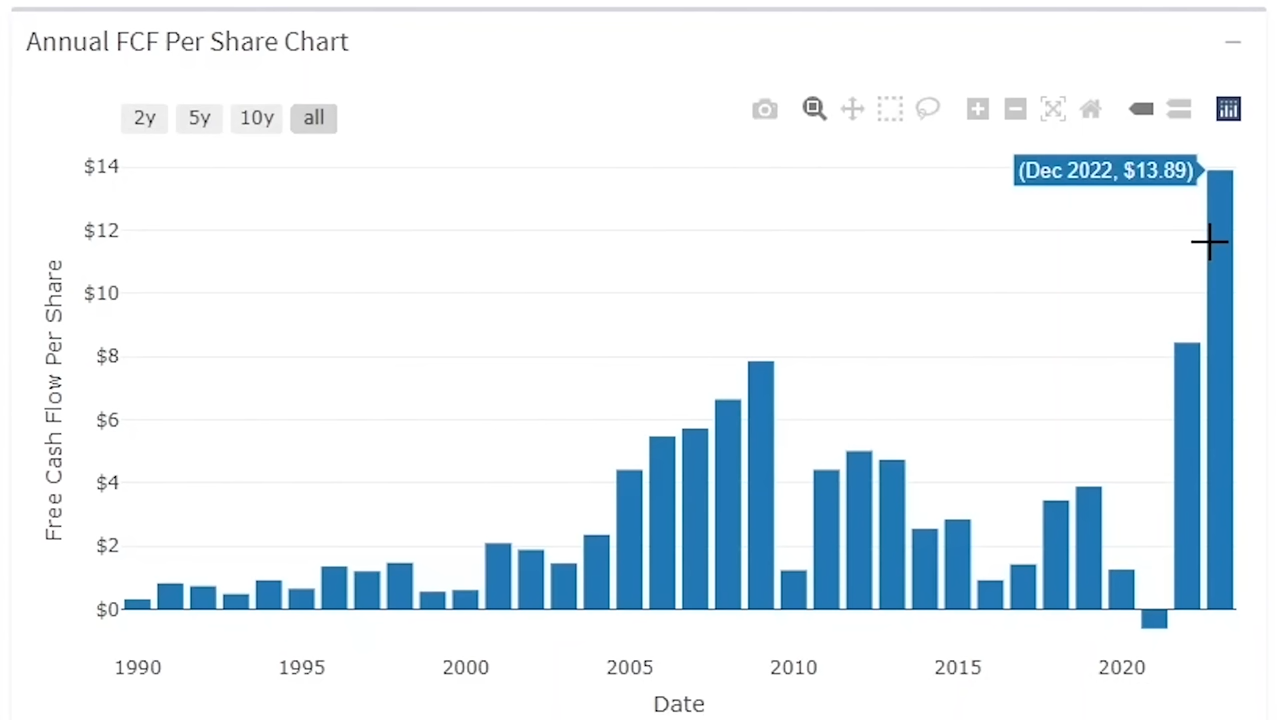 Annual FCF Per Share Chart
2y 5y 10y all
$14
(Dec 2022, $13.89)
$12
$10
$8
$6
$4
$2
$0
Free Cash Flow Per Share
1990 1995 2000 2005 2010 2015 2020
Date